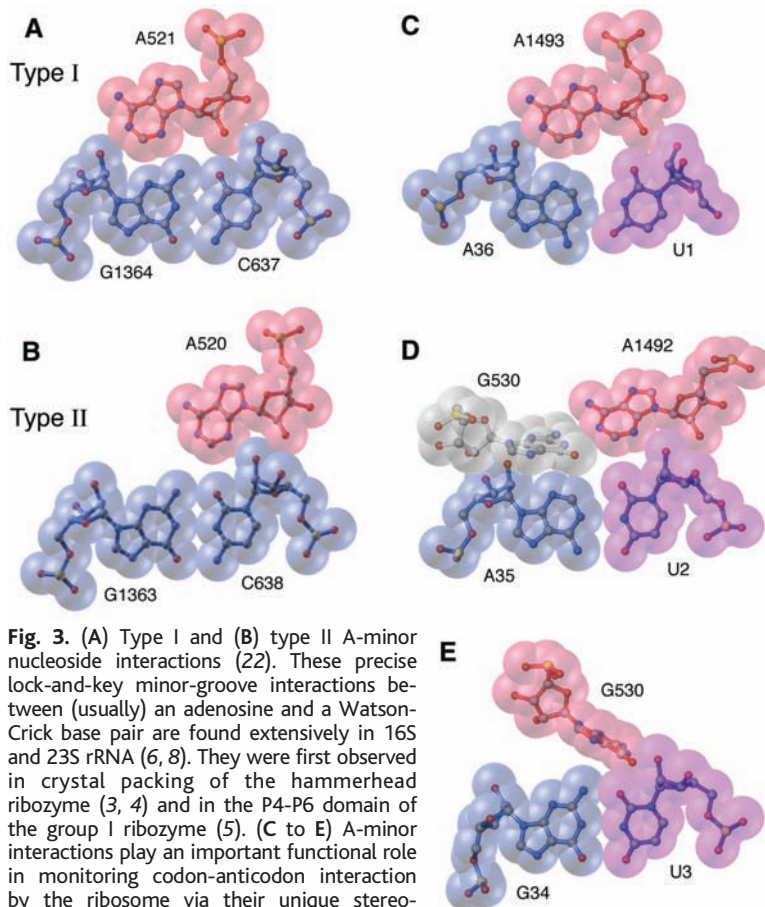 A
A521
Type I
G1364
C637
C
A1493
A36
U1
B
A520
Type II
G1363
C638
D
A1492
G530
A35
U2
Fig. 3. (A) Type I and (B) type II A-minor
nucleoside interactions (22). These precise
lock-and-key minor-groove interactions be-
tween (usually) an adenosine and a Watson-
Crick base pair are found extensively in 16S
and 23S rRNA (6, 8). They were first observed
in crystal packing of the hammerhead
ribozyme (3, 4) and in the P4-P6 domain of
the group I ribozyme (5). (C to E) A-minor
interactions play an important functional role
in monitoring codon-anticodon interaction
by the ribosome via their unique stereo-
E
G530
G34
U3